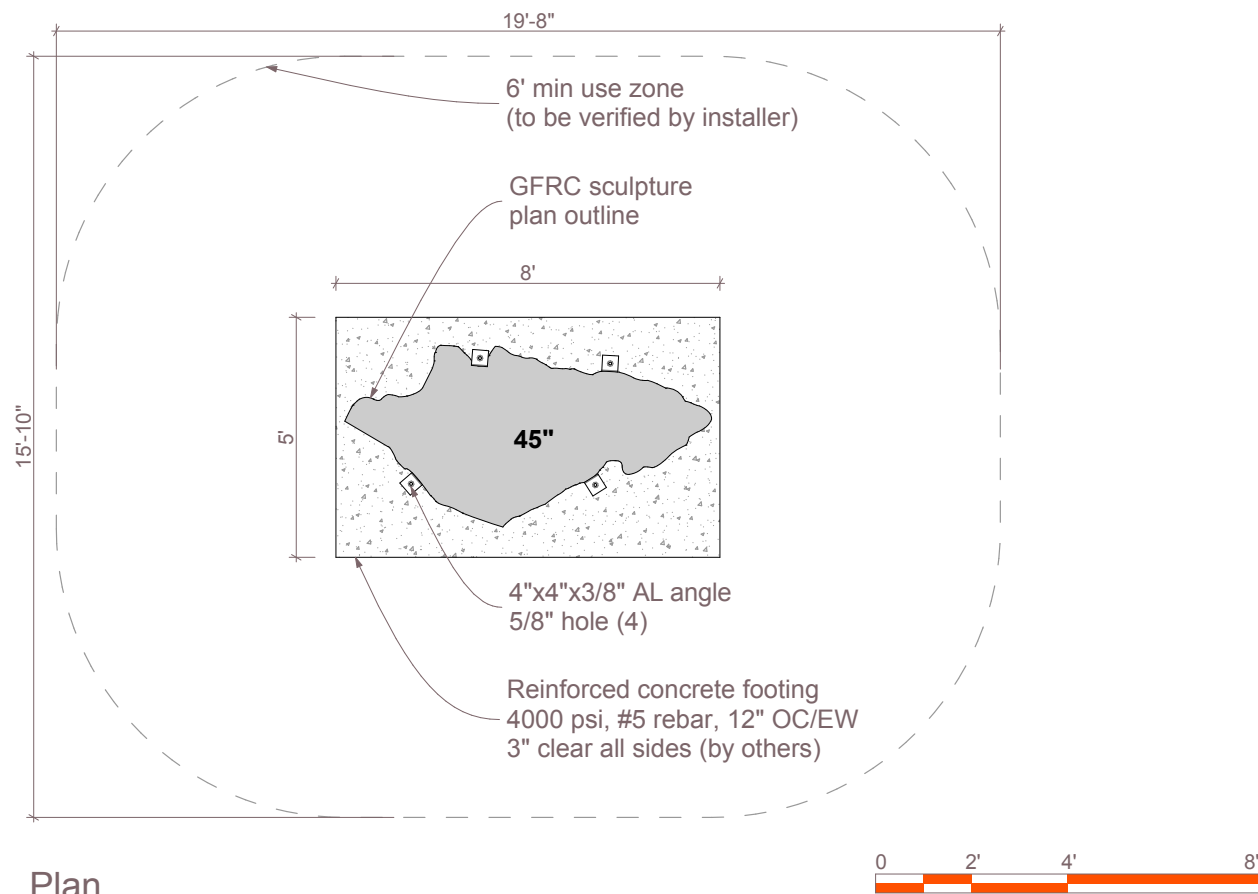 19'-8"
6' min use zone
(to be verified by installer)
GFRC sculpture
plan outline
8'
15'-10"
5'
45"
4"x4"x3/8" AL angle
5/8" hole (4)
Reinforced concrete footing
4000 psi, #5 rebar, 12" OC/EW
3" clear all sides (by others)
0 2' 4' 8'
Plan